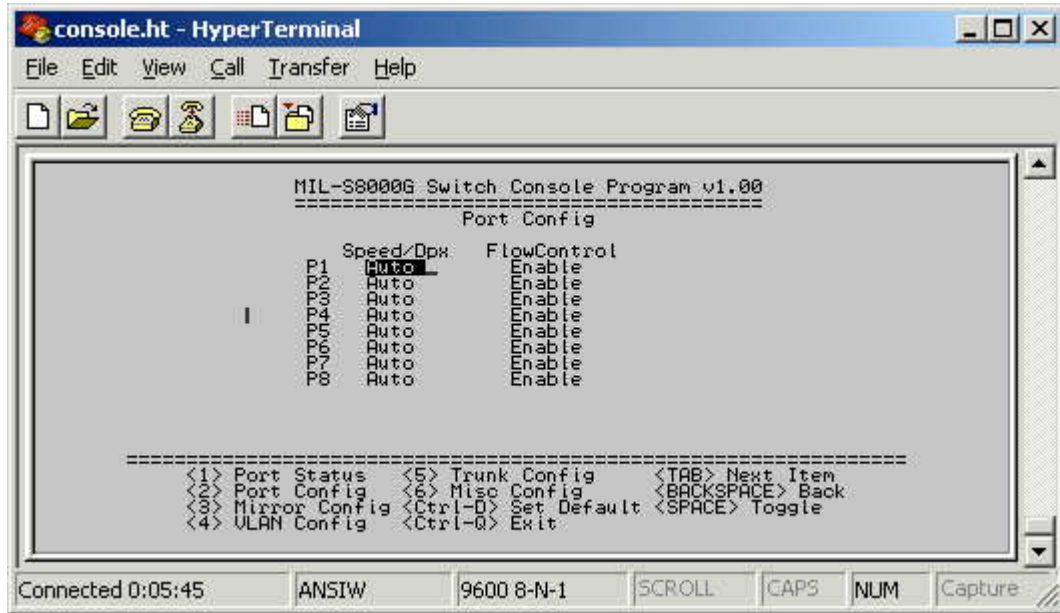 console.ht - HyperTerminal
File Edit View Call Transfer Help
MIL-S8000G Switch Console Program v1.00
=======================================
Port Config
Speed/Dpx FlowControl
P1 Auto Enable
P2 Auto Enable
P3 Auto Enable
P4 Auto Enable
P5 Auto Enable
P6 Auto Enable
P7 Auto Enable
P8 Auto Enable
=================================================================
<1> Port Status <5> Trunk Config <TAB> Next Item
<2> Port Config <6> Misc Config <BACKSPACE> Back
<3> Mirror Config <Ctrl-D> Set Default <SPACE> Toggle
<4> VLAN Config <Ctrl-Q> Exit
Connected 0:05:45 ANSIW 9600 8-N-1 SCROLL CAPS NUM Capture